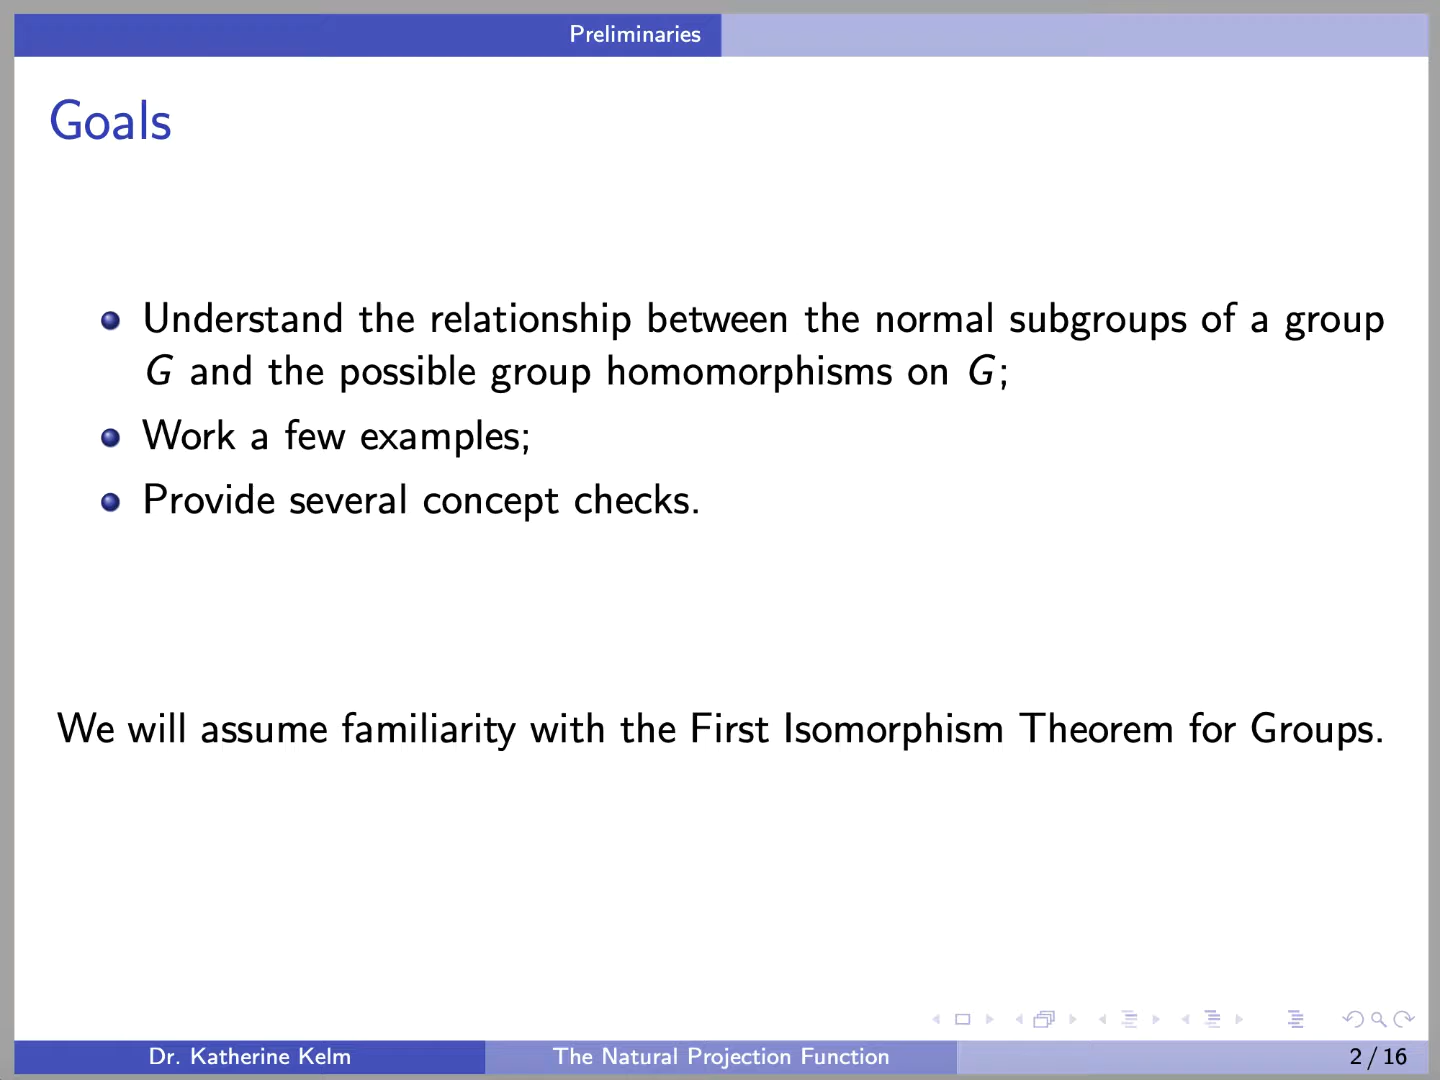 Preliminaries
Goals
Understand the relationship between the normal subgroups of a group
G and the possible group homomorphisms on G;
Work a few examples;
Provide several concept checks.
We will assume familiarity with the First Isomorphism Theorem for Groups.
Dr. Katherine Kelm
The Natural Projection Function
2 / 16